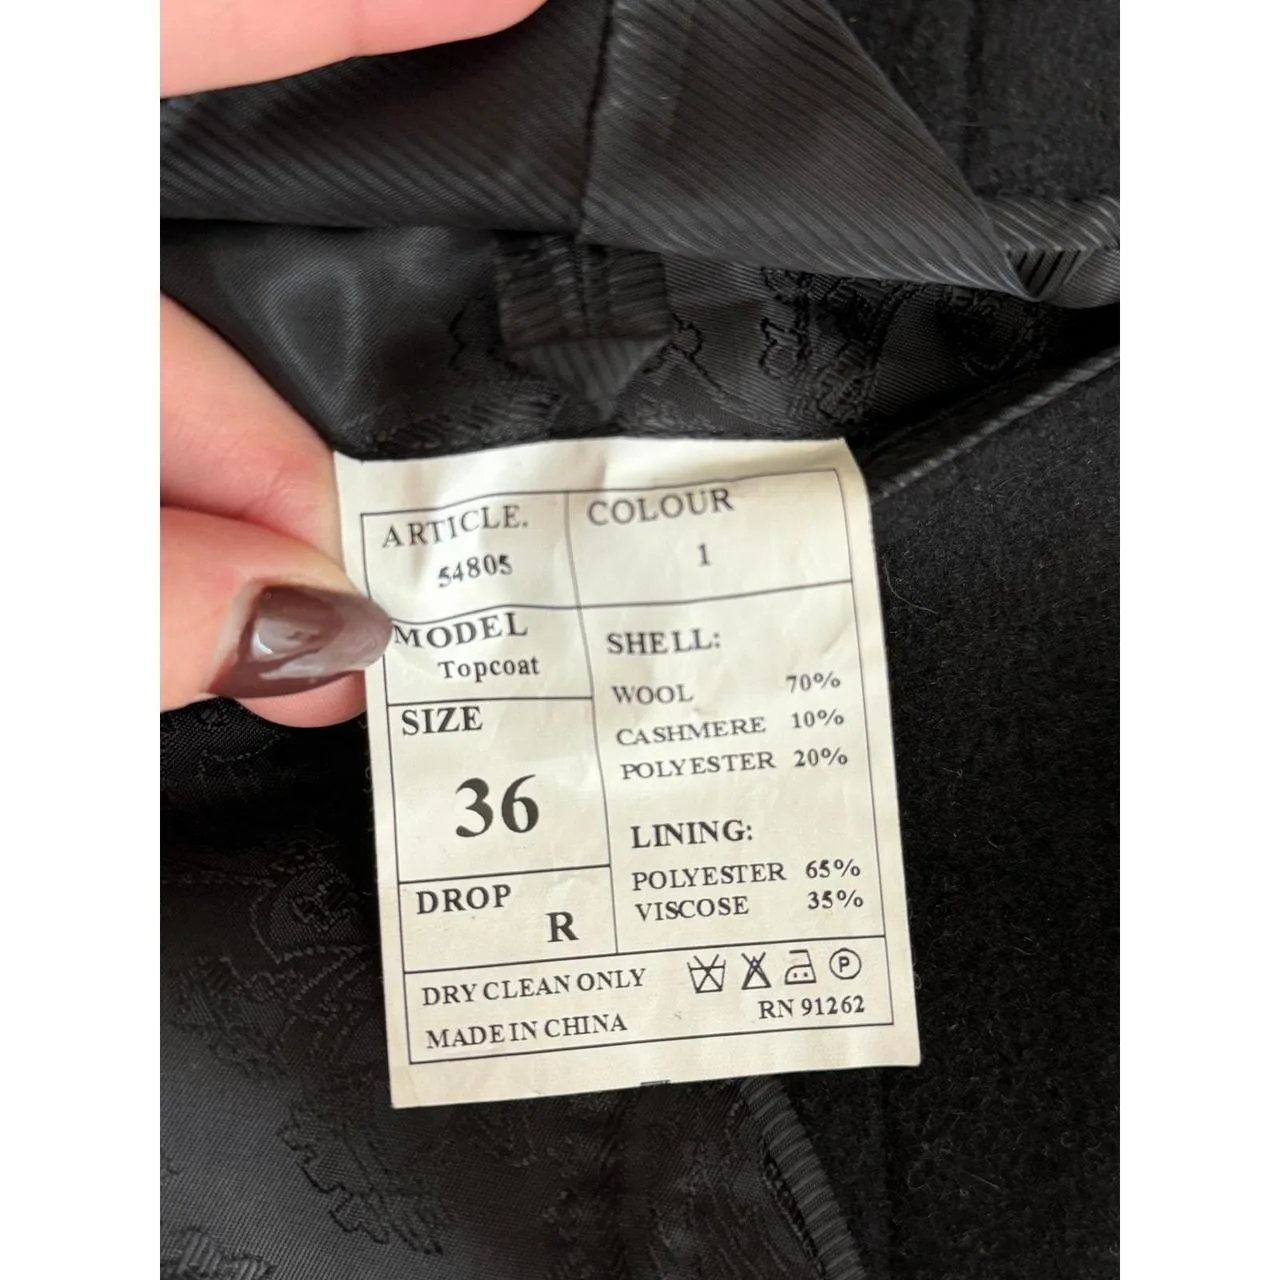 ARTICLE. COLOUR
54805 1
MODEL
Topcoat
SHELL:
WOOL 70%
CASHMERE 10%
POLYESTER 20%
SIZE
36
LINING:
POLYESTER 65%
VISCOSE 35%
DROP
R
DRY CLEAN ONLY P
MADE IN CHINA RN 91262